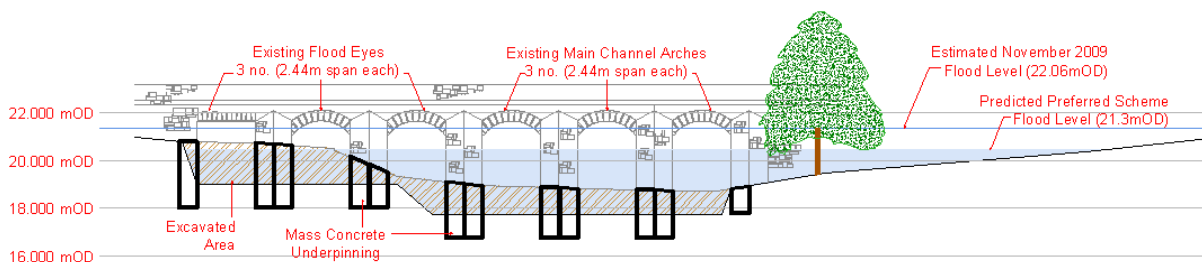 Existing Flood Eyes
3 no. (2.44m span each)
Existing Main Channel Arches
3 no. (2.44m span each)
Estimated November 2009
Flood Level (22.06mOD)
Predicted Preferred Scheme
Flood Level (21.3mOD)
22.000 mOD
20.000 mOD
18.000 mOD
16.000 mOD
Excavated
Area
Mass Concrete
Underpinning